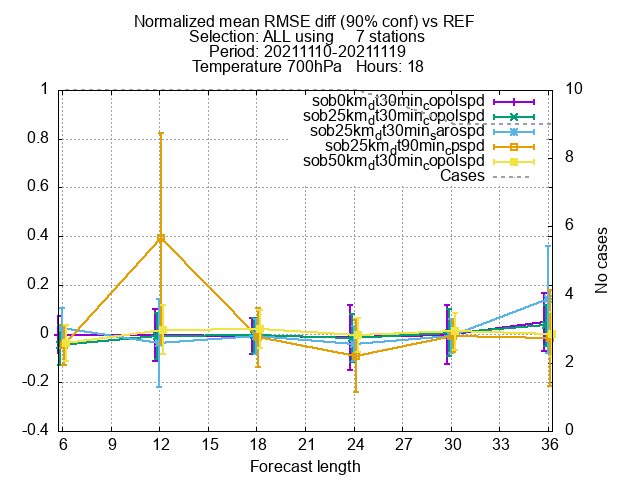 Normalized mean RMSE diff (90% conf) vs REF
Selection: ALL using 7 stations
Period: 20211110-20211119
Temperature 700hPa Hours: 18
sob0km_dt30min_copolspd
sob25km_dt30min_copolspd
sob25km_dt30min_sarospd
sob25km_dt90min_cpspd
sob50km_dt30min_copolspd
Cases
1
0.8
0.6
0.4
0.2
0
-0.2
-0.4
10
8
6
4
2
0
No cases
6 9 12 15 18 21 24 27 30 33 36
Forecast length